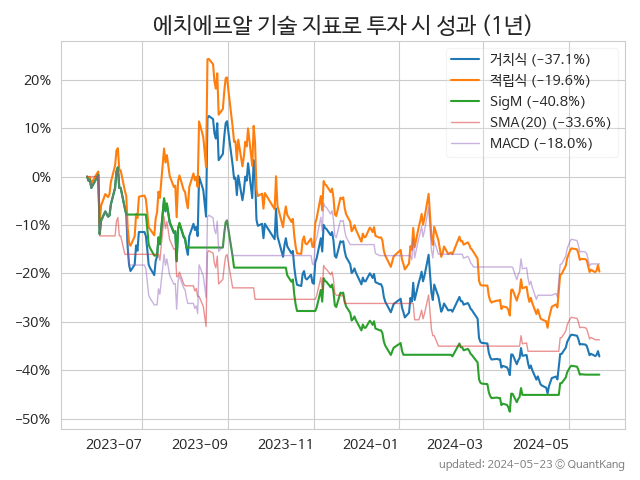 에치에프알 기술 지표로 투자 시 성과 (1년)
거치식 (−37.1%)
적립식 (−19.6%)
SigM (−40.8%)
SMA(20) (−33.6%)
MACD (−18.0%)
20%
10%
0%
−10%
−20%
−30%
−40%
−50%
2023−07
2023−09
2023−11
2024−01
2024−03
2024−05
updated: 2024−05−23 ⓒ QuantKang